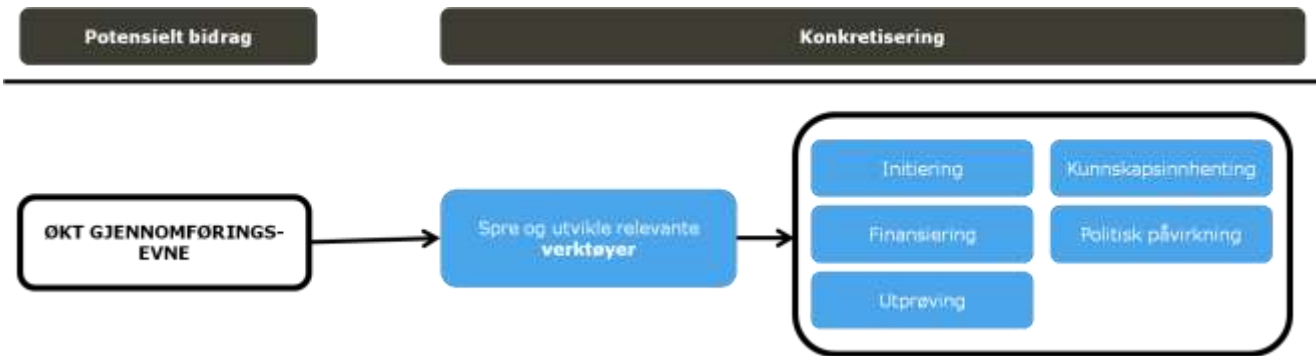 Potensielt bidrag
Konkretisering
ØKT GJENNOMFØRINGS-
EVNE
Spre og utvikle relevante
verktøyer
Initiering
Kunnskapsinnhenting
Finansiering
Politisk påvirkning
Utprøving